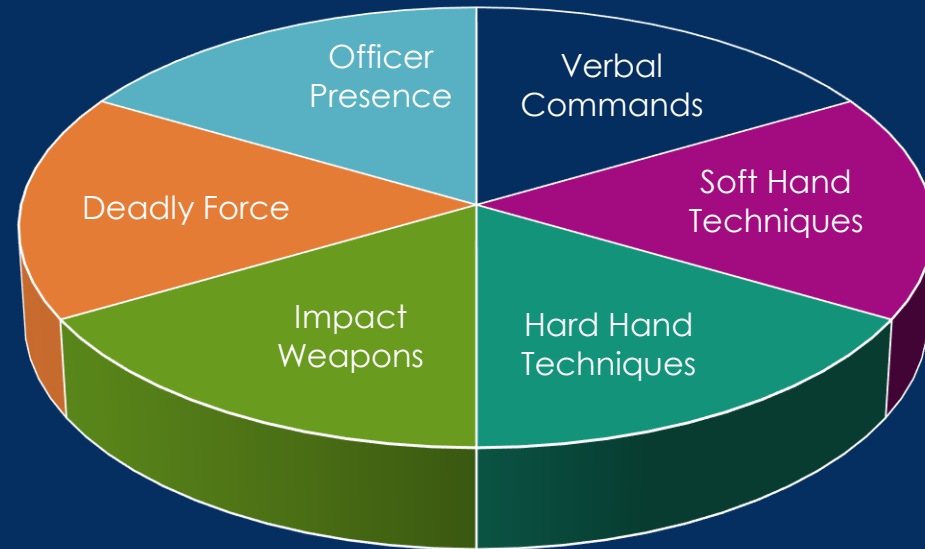 Officer
Presence
Verbal
Commands
Soft Hand
Techniques
Hard Hand
Techniques
Impact
Weapons
Deadly Force